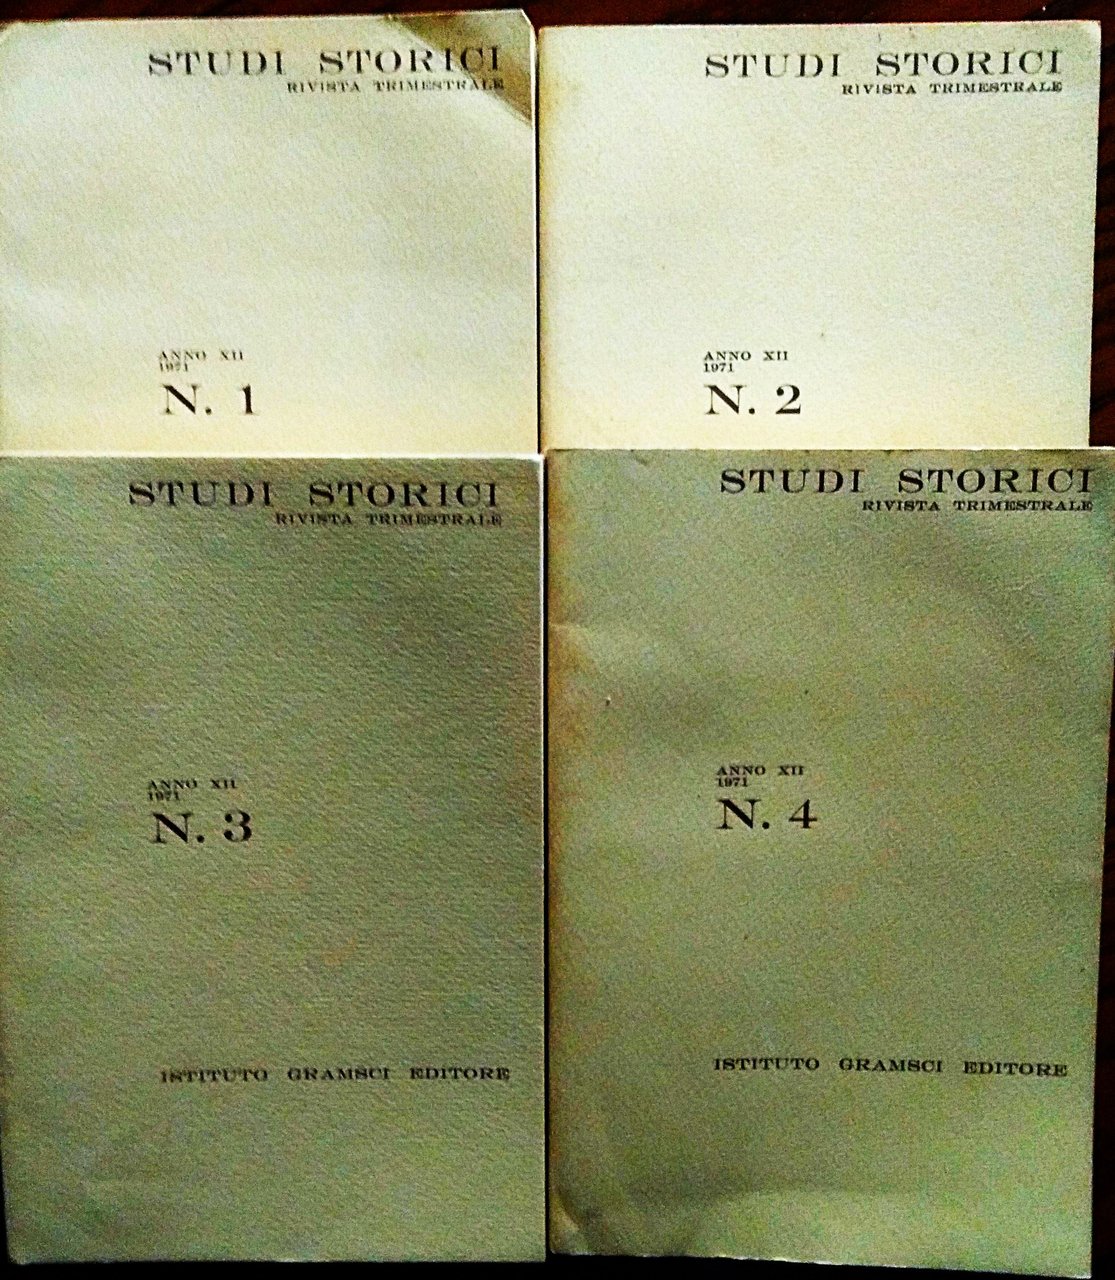 STUDI STORICI
RIVISTA TRIMESTRALE
ANNO XII
1971
N. 1
STUDI STORICI
RIVISTA TRIMESTRALE
ANNO XII
1971
N. 2
STUDI STORICI
RIVISTA TRIMESTRALE
ANNO XII
1971
N. 3
ISTITUTO GRAMSCI EDITORE
STUDI STORICI
RIVISTA TRIMESTRALE
ANNO XII
1971
N. 4
ISTITUTO GRAMSCI EDITORE